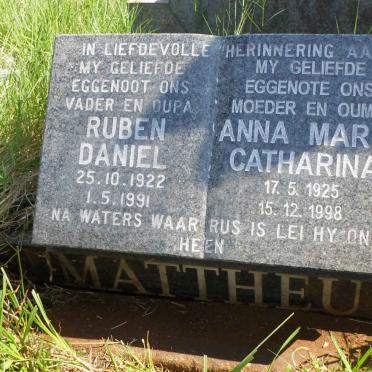 IN LIEFDEVOLLE HERINNERING AA
MY GELIEFDE
EGGENOOT ONS
VADER EN OUPA
RUBEN
DANIEL
25.10.1922
1.5.1991
MY GELIEFDE
EGGENOTE ONS
MOEDER EN OUM
ANNA MAR
CATHARINA
17.5.1925
15.12.1998
NA WATERS WAAR RUS IS LEI HY ON
HEEN
MATTHEU